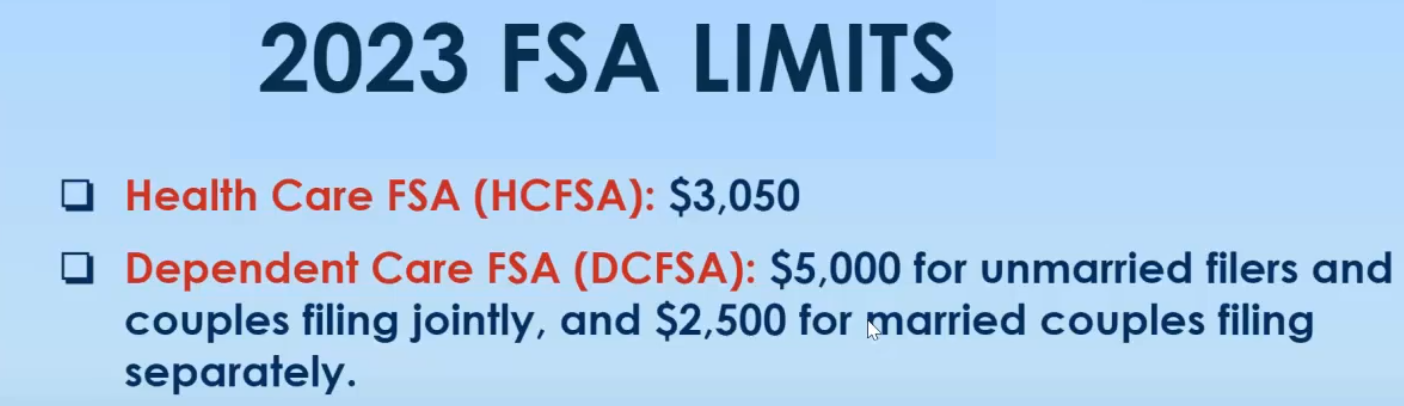 2023 FSA LIMITS
❑ Health Care FSA (HCFSA): $3,050
❑ Dependent Care FSA (DCFSA): $5,000 for unmarried filers and
couples filing jointly, and $2,500 for married couples filing
separately.